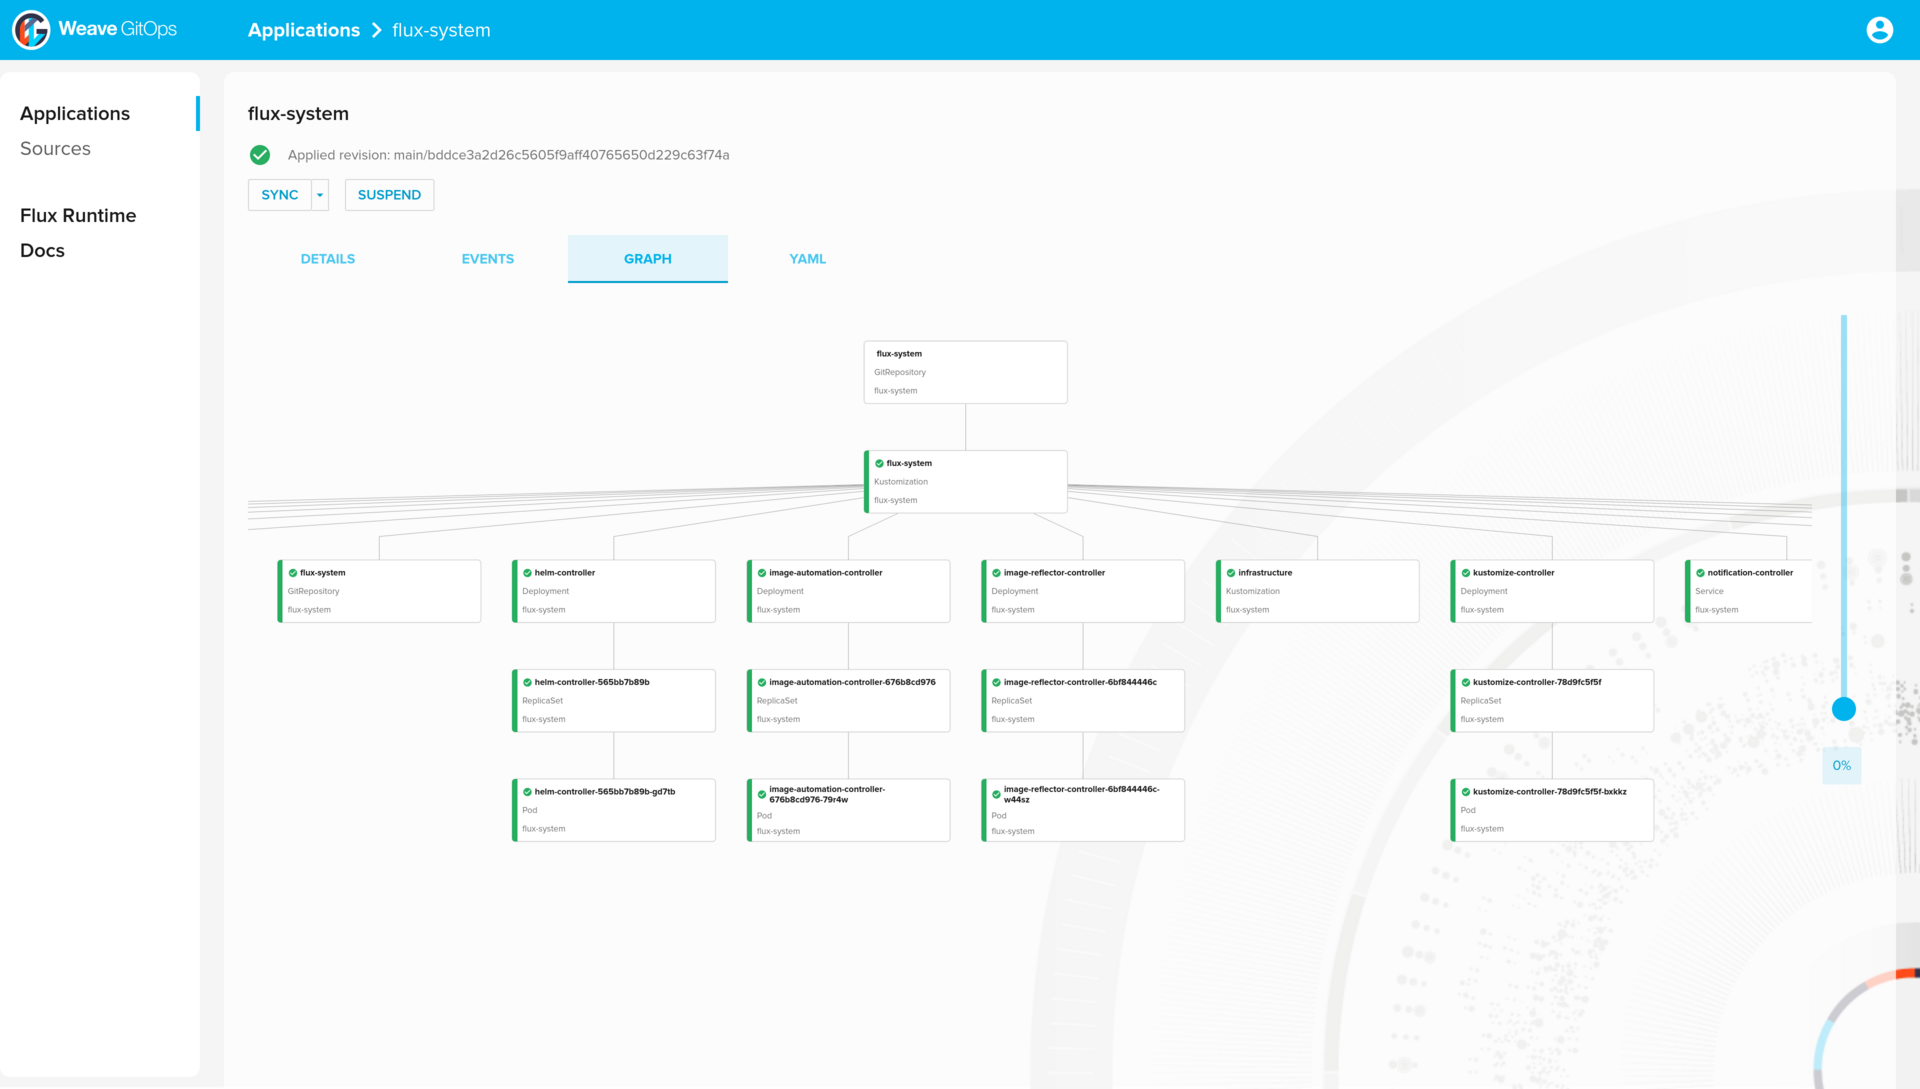 Weave GitOps
Applications > flux-system
Applications
Sources
Flux Runtime
Docs
flux-system
Applied revision: main/bddce3a2d26c5605f9aff40765650d229c63f74a
SYNC
SUSPEND
DETAILS
EVENTS
GRAPH
YAML
flux-system
GitRepository
flux-system
flux-system
Kustomization
flux-system
flux-system
GitRepository
flux-system
helm-controller
Deployment
flux-system
image-automation-controller
Deployment
flux-system
image-reflector-controller
Deployment
flux-system
infrastructure
Kustomization
flux-system
kustomize-controller
Deployment
flux-system
notification-controller
Service
flux-system
helm-controller-565bb7b89b
ReplicaSet
flux-system
image-automation-controller-676b8cd976
ReplicaSet
flux-system
image-reflector-controller-6bf844446c
ReplicaSet
flux-system
kustomize-controller-78d9fc5f5f
ReplicaSet
flux-system
helm-controller-565bb7b89b-gd7tb
Pod
flux-system
image-automation-controller-
676b8cd976-79r4w
Pod
flux-system
image-reflector-controller-6bf844446c-
w44sz
Pod
flux-system
kustomize-controller-78d9fc5f5f-bxkkz
Pod
flux-system
0%